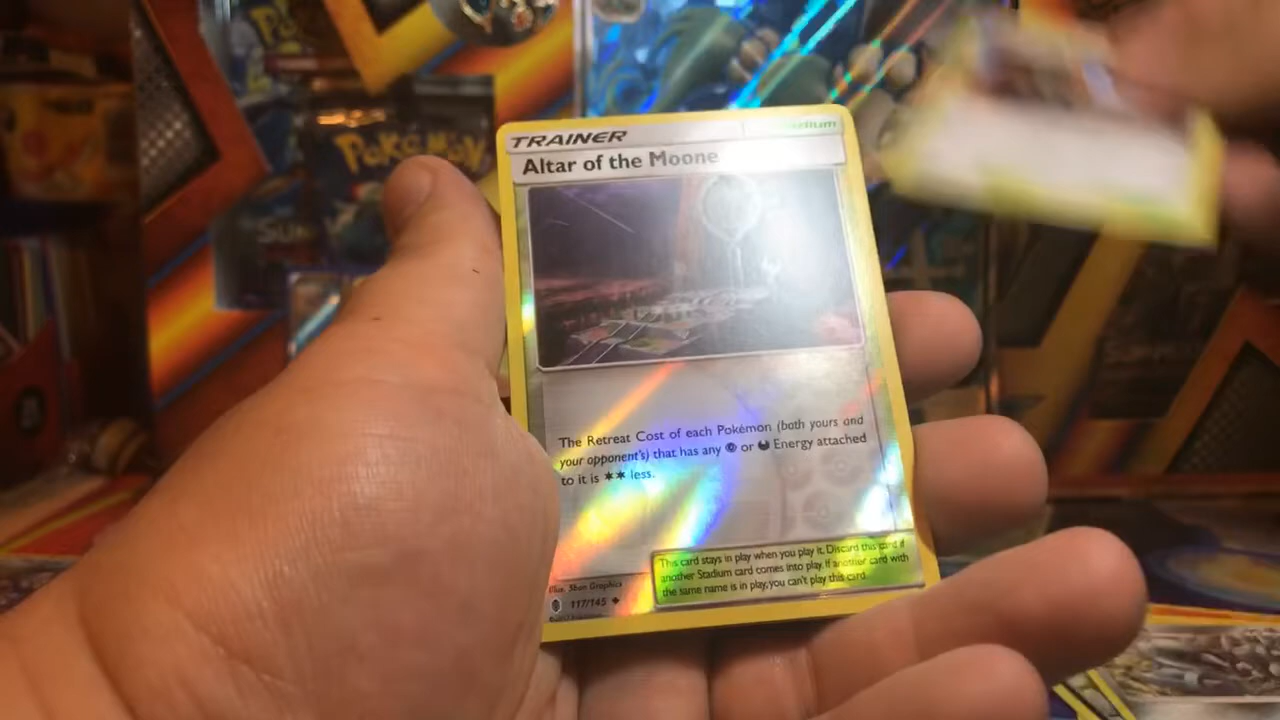 Pokémon
SUN
TRAINER
Stadium
Altar of the Moone
The Retreat Cost of each Pokémon (both yours and
your opponent's) that has any or Energy attached
to it is ✶✶ less.
This card stays in play when you play it. Discard this card if
another Stadium card comes into play. If another card with
the same name is in play, you can't play this card.
Illus. 5ban Graphics
117/145 ◆